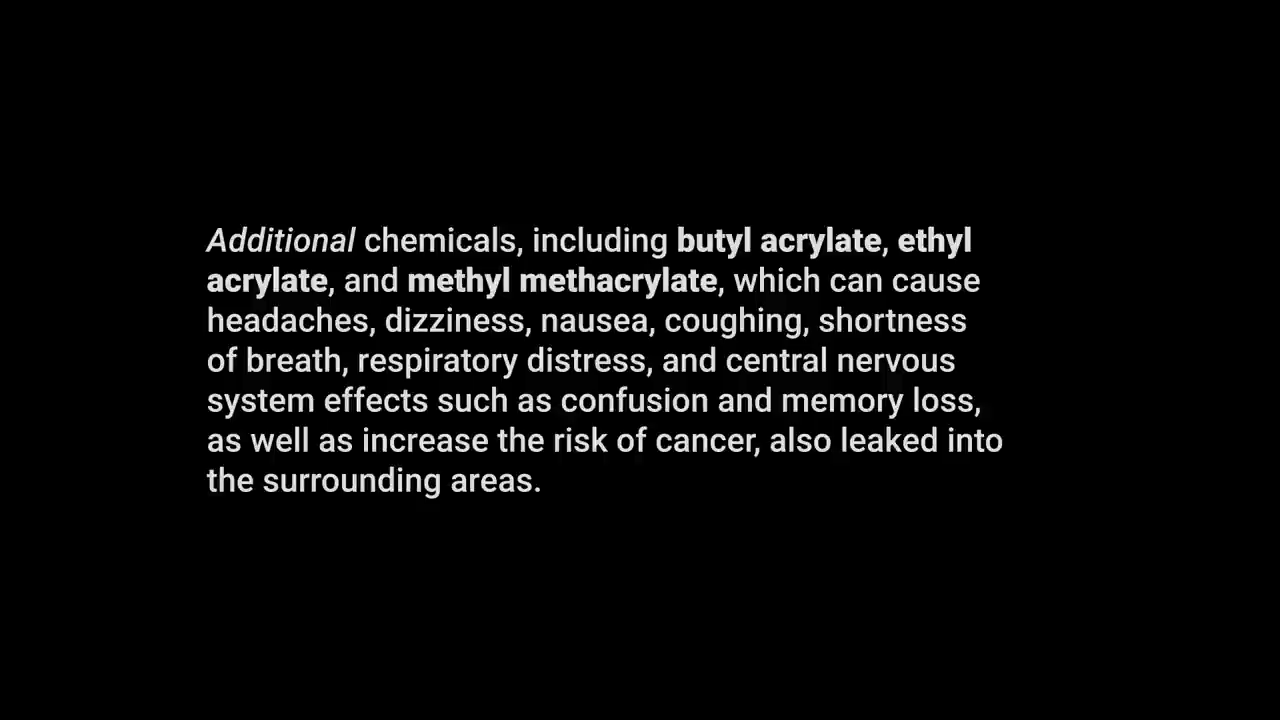 Additional chemicals, including butyl acrylate, ethyl
acrylate, and methyl methacrylate, which can cause
headaches, dizziness, nausea, coughing, shortness
of breath, respiratory distress, and central nervous
system effects such as confusion and memory loss,
as well as increase the risk of cancer, also leaked into
the surrounding areas.